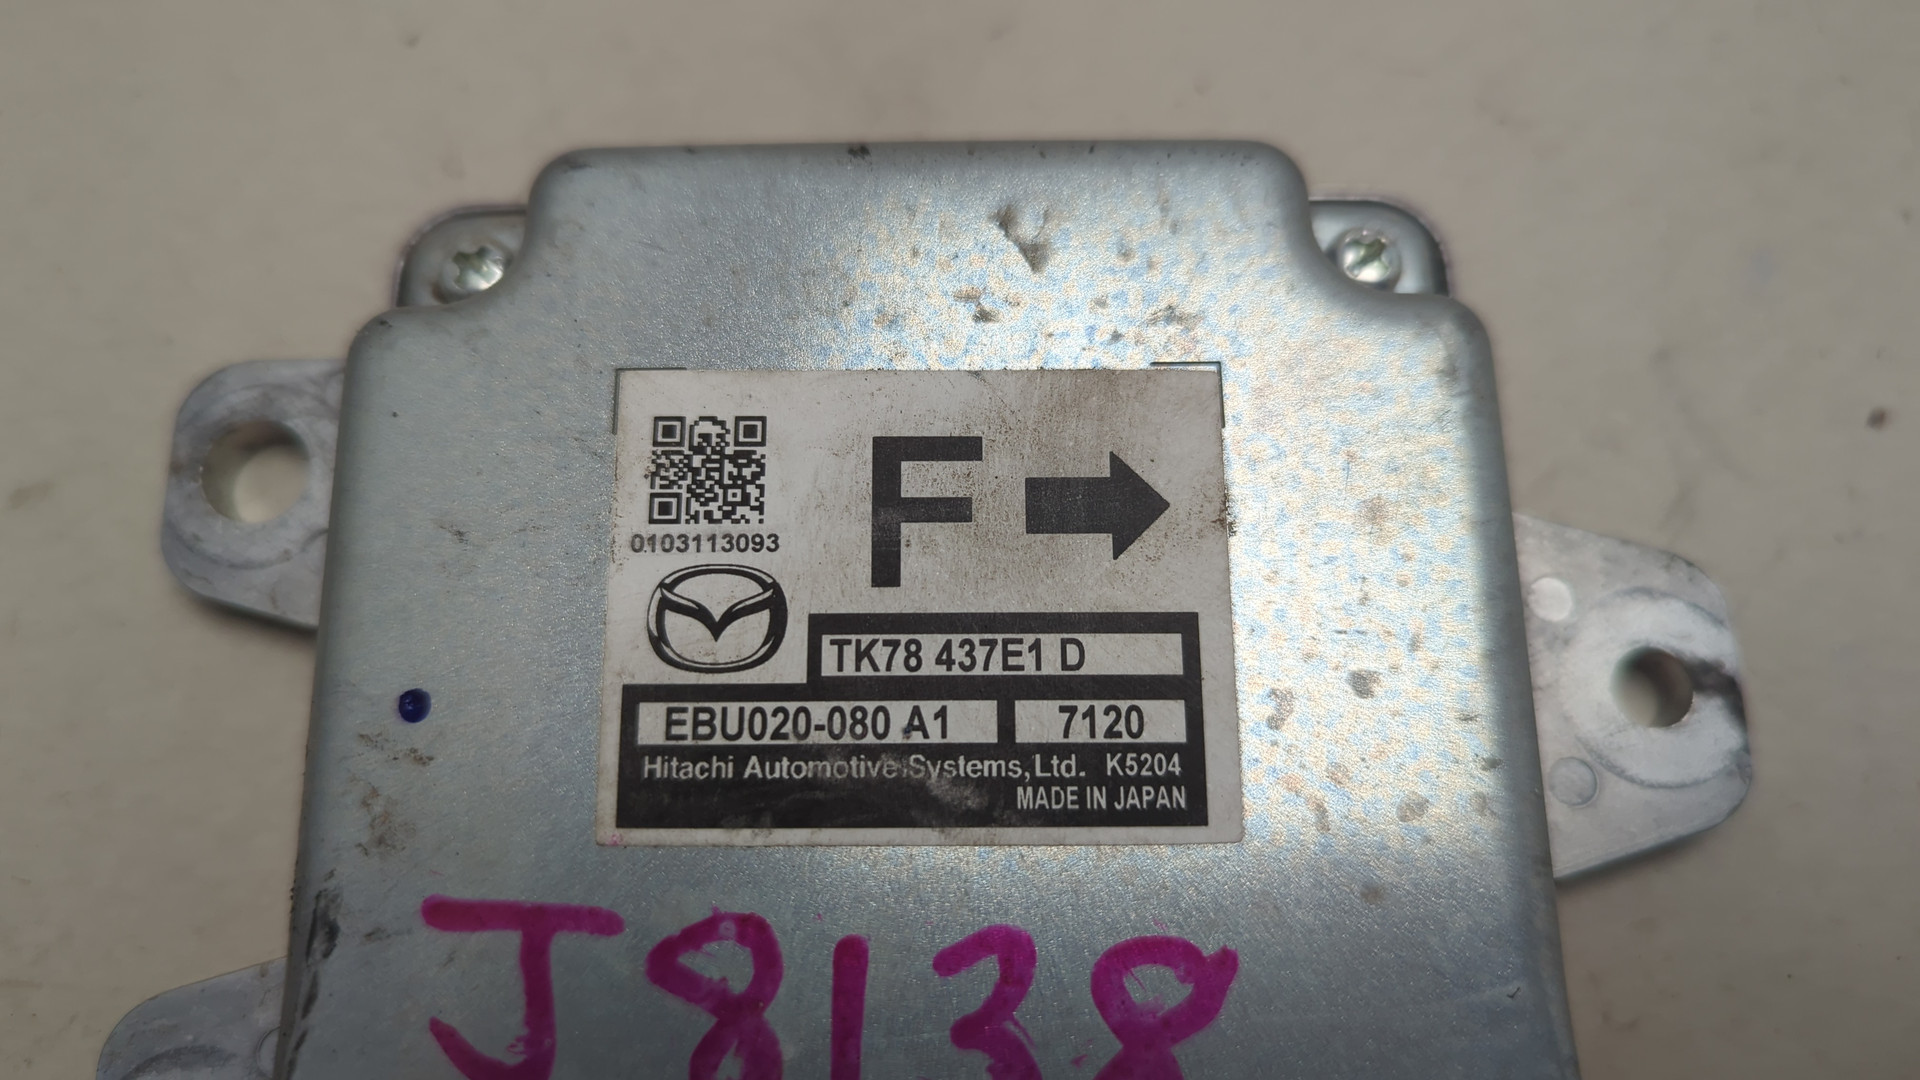 F
0103113093
TK78 437E1 D
EBU020-080 A1 7120
Hitachi Automotive Systems,Ltd. K5204
MADE IN JAPAN
J8138